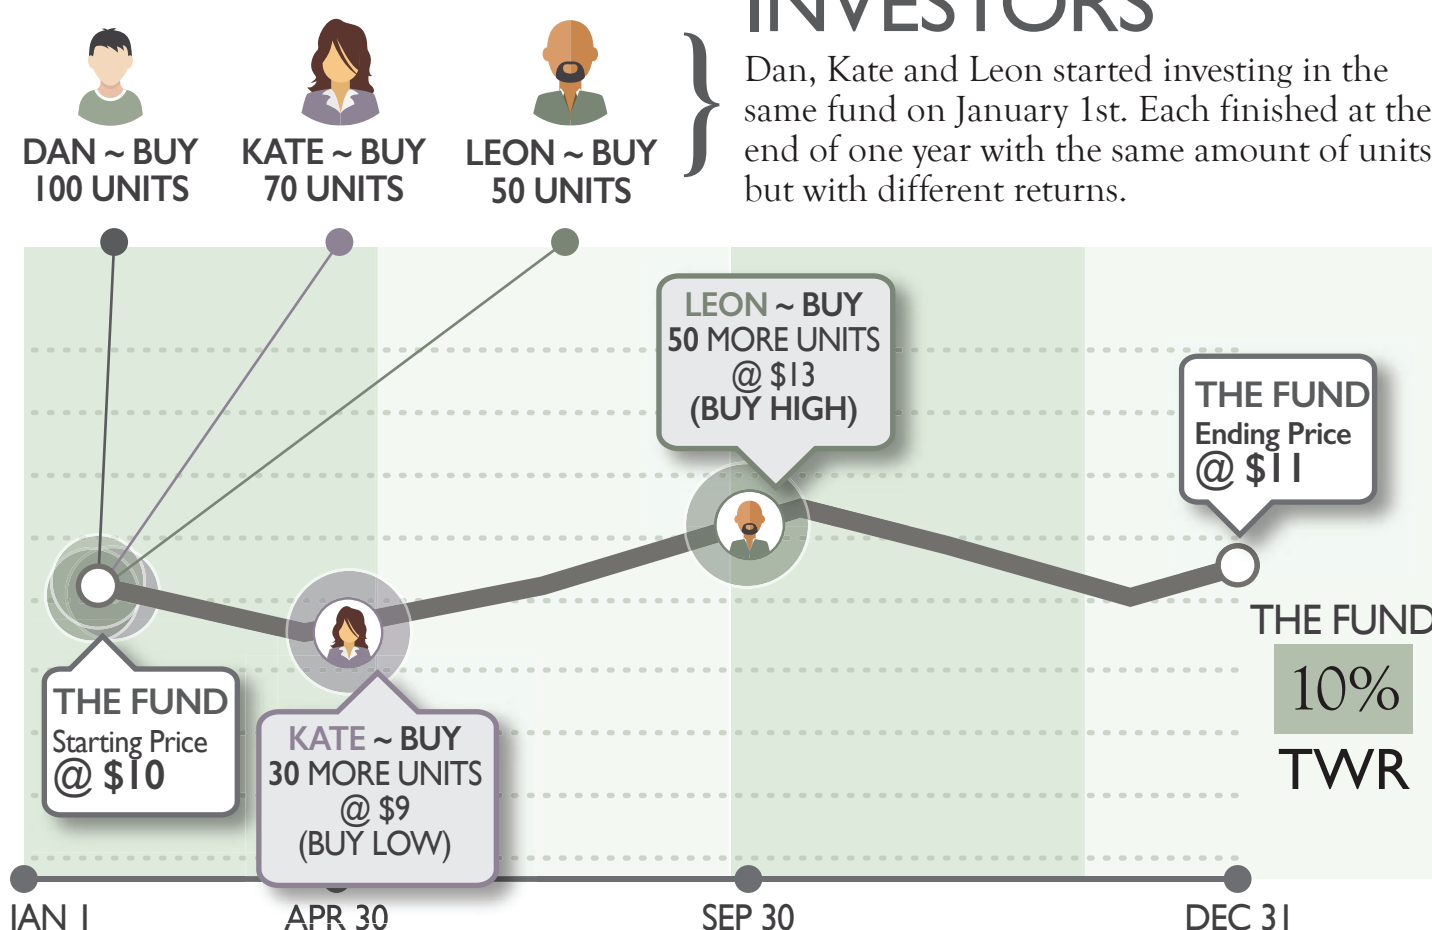 INVESTORS
Dan, Kate and Leon started investing in the
same fund on January 1st. Each finished at the
end of one year with the same amount of units
but with different returns.
DAN ~ BUY
100 UNITS
KATE ~ BUY
70 UNITS
LEON ~ BUY
50 UNITS
LEON ~ BUY
50 MORE UNITS
@ $13
(BUY HIGH)
THE FUND
Ending Price
@ $11
THE FUND
10%
TWR
THE FUND
Starting Price
@ $10
KATE ~ BUY
30 MORE UNITS
@ $9
(BUY LOW)
JAN 1
APR 30
SEP 30
DEC 31